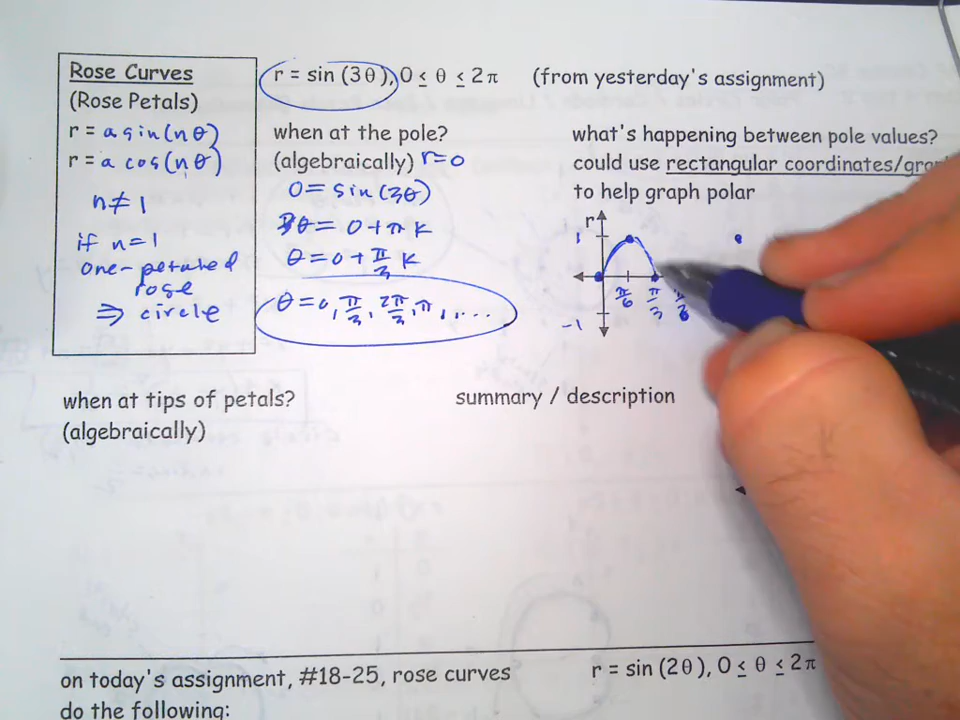 Rose Curves
(Rose Petals)
r = a sin(nθ)
r = a cos(nθ)
n ≠ 1
if n = 1
one-petaled
rose
⇒ circle
r = sin (3θ), 0 ≤ θ ≤ 2π
(from yesterday's assignment)
when at the pole?
(algebraically) r=0
0 = sin(3θ)
3θ = 0 + πk
θ = 0 + π/3 k
θ = 0, π/3, 2π/3, π, ....
what's happening between pole values?
could use rectangular coordinates/
to help graph polar
r
1
π/6 π/3
-1
when at tips of petals?
(algebraically)
summary / description
on today's assignment, #18-25, rose curves
do the following:
r = sin (2θ), 0 ≤ θ ≤ 2π